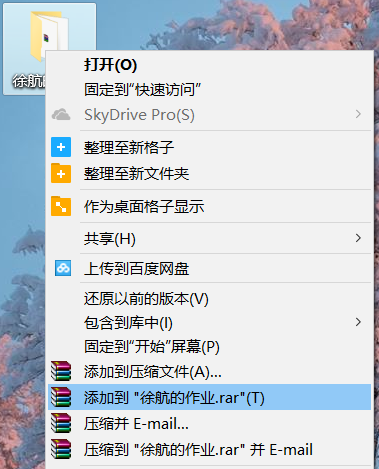 徐航的
打开(O)
固定到"快速访问"
SkyDrive Pro(S)
整理至新格子
整理至新文件夹
作为桌面格子显示
共享(H)
上传到百度网盘
还原以前的版本(V)
包含到库中(I)
固定到"开始"屏幕(P)
添加到压缩文件(A)...
添加到 "徐航的作业.rar"(T)
压缩并 E-mail...
压缩到 "徐航的作业.rar" 并 E-mail